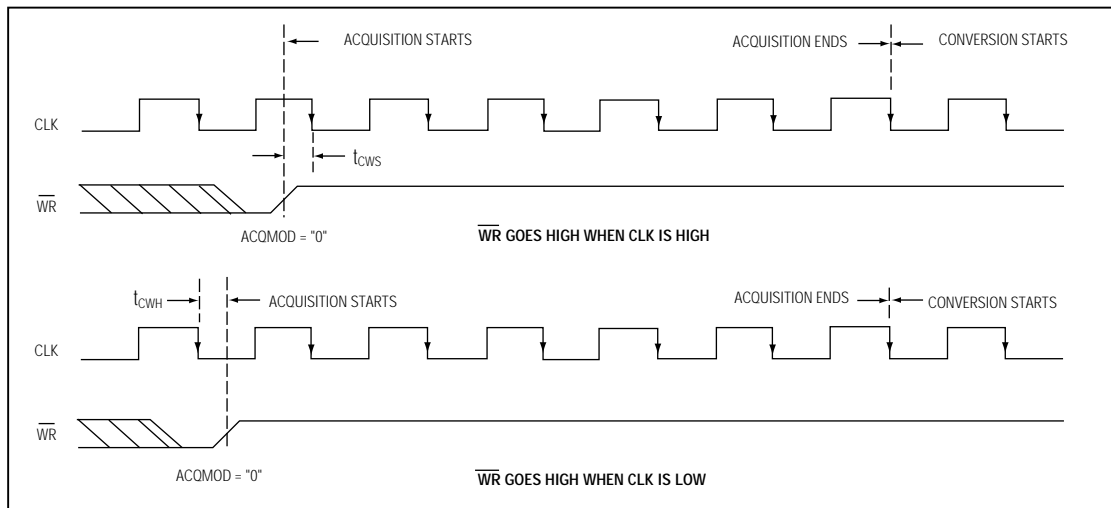 ACQUISITION STARTS
ACQUISITION ENDS
CONVERSION STARTS
CLK
tCWS
WR
ACQMOD = "0"
WR GOES HIGH WHEN CLK IS HIGH
tCWH
ACQUISITION STARTS
ACQUISITION ENDS
CONVERSION STARTS
CLK
WR
ACQMOD = "0"
WR GOES HIGH WHEN CLK IS LOW